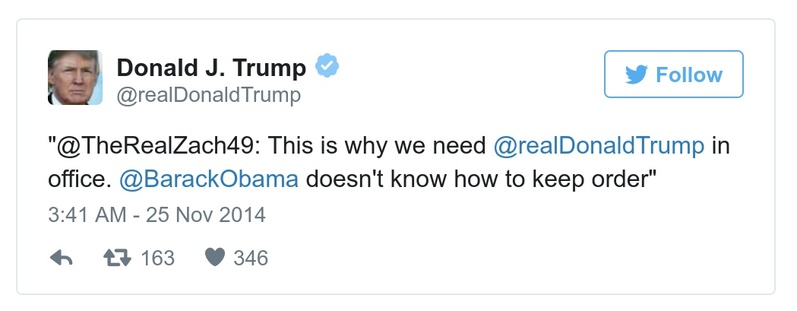 Donald J. Trump
@realDonaldTrump
Follow
"@TheRealZach49: This is why we need @realDonaldTrump in
office. @BarackObama doesn't know how to keep order"
3:41 AM - 25 Nov 2014
163 346